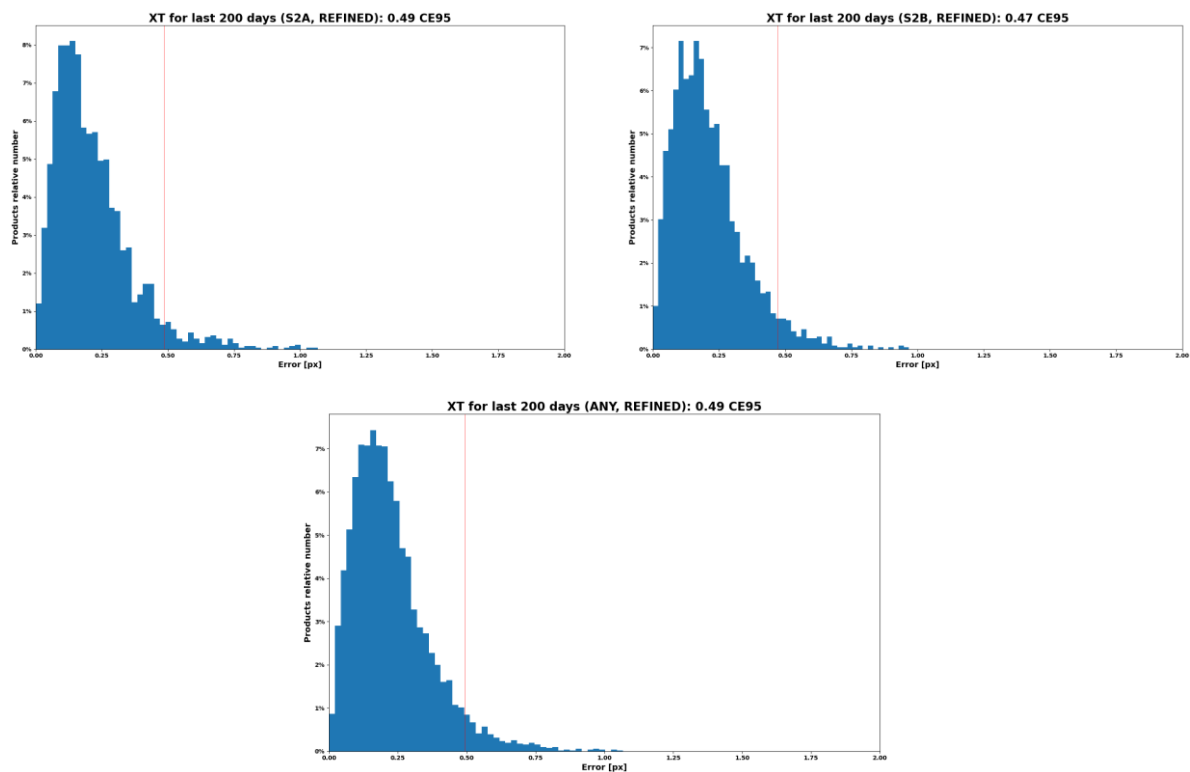 XT for last 200 days (S2A, REFINED): 0.49 CE95
8%
7%
6%
5%
4%
3%
2%
1%
0%
Products relative number
0.00 0.25 0.50 0.75 1.00 1.25 1.50 1.75 2.00
Error [px]
XT for last 200 days (S2B, REFINED): 0.47 CE95
7%
6%
5%
4%
3%
2%
1%
0%
Products relative number
0.00 0.25 0.50 0.75 1.00 1.25 1.50 1.75 2.00
Error [px]
XT for last 200 days (ANY, REFINED): 0.49 CE95
7%
6%
5%
4%
3%
2%
1%
0%
Products relative number
0.00 0.25 0.50 0.75 1.00 1.25 1.50 1.75 2.00
Error [px]